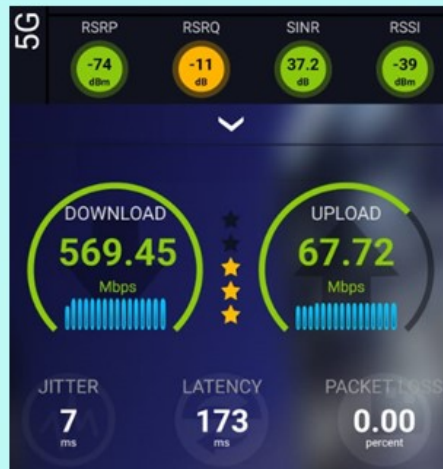 5G
RSRP RSRQ SINR RSSI
-74 -11 37.2 -39
dBm dB dB dBm
DOWNLOAD UPLOAD
569.45 67.72
Mbps Mbps
JITTER LATENCY PACKET LOSS
7 173 0.00
ms ms percent